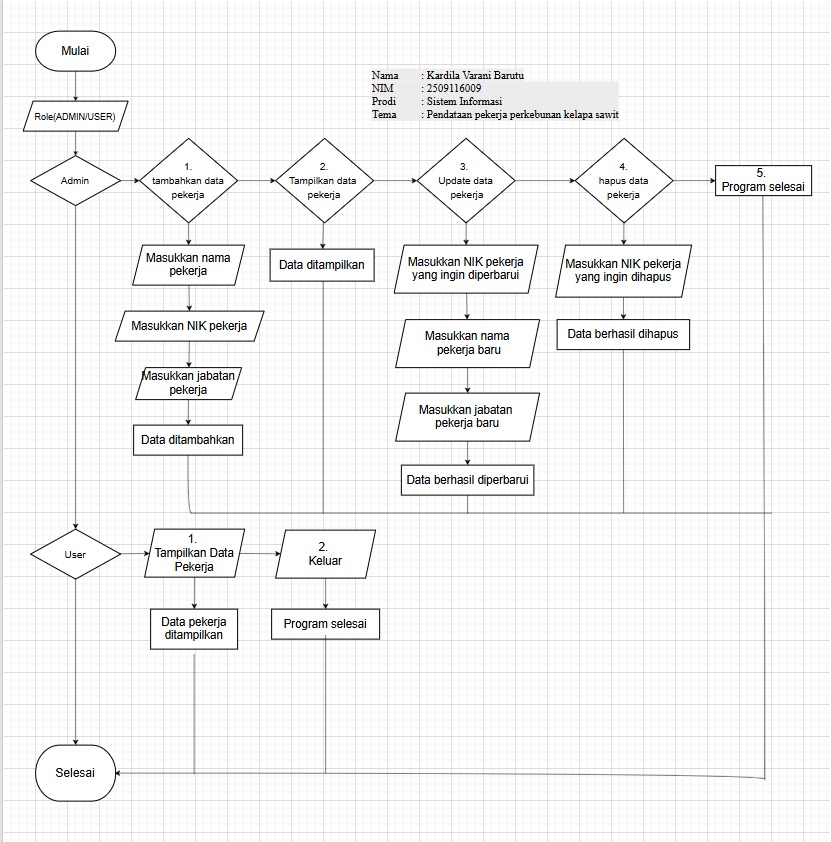 Mulai
Nama : Kardila Varani Barutu
NIM : 2509116009
Prodi : Sistem Informasi
Tema : Pendataan pekerja perkebunan kelapa sawit
Role(ADMIN/USER)
Admin
1.
tambahkan data
pekerja
2.
Tampilkan data
pekerja
3.
Update data
pekerja
4.
hapus data
pekerja
5.
Program selesai
Masukkan nama
pekerja
Masukkan NIK pekerja
Masukkan jabatan
pekerja
Data ditambahkan
Data ditampilkan
Masukkan NIK pekerja
yang ingin diperbarui
Masukkan nama
pekerja baru
Masukkan jabatan
pekerja baru
Data berhasil diperbarui
Masukkan NIK pekerja
yang ingin dihapus
Data berhasil dihapus
User
1.
Tampilkan Data
Pekerja
2.
Keluar
Data pekerja
ditampilkan
Program selesai
Selesai